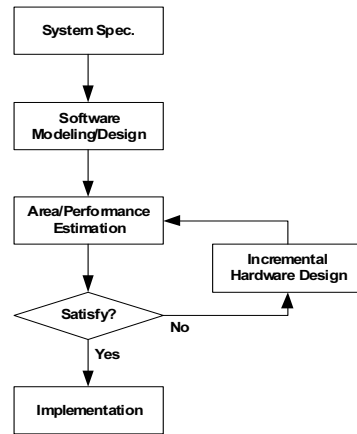 System Spec.
Software
Modeling/Design
Area/Performance
Estimation
Incremental
Hardware Design
Satisfy?
No
Yes
Implementation